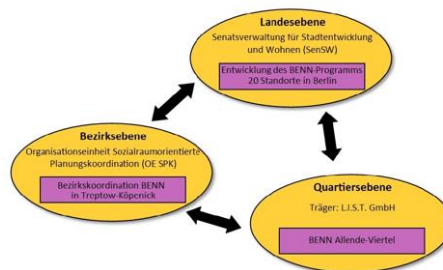 Landesebene
Senatsverwaltung für Stadtentwicklung
und Wohnen (SenSW)
Entwicklung des BENN-Programms
20 Standorte in Berlin
Bezirksebene
Organisationseinheit Sozialraumorientierte
Planungskoordination (OE SPK)
Bezirkskoordination BENN
in Treptow-Köpenick
Quartiersebene
Träger: L.I.S.T. GmbH
BENN Allende-Viertel